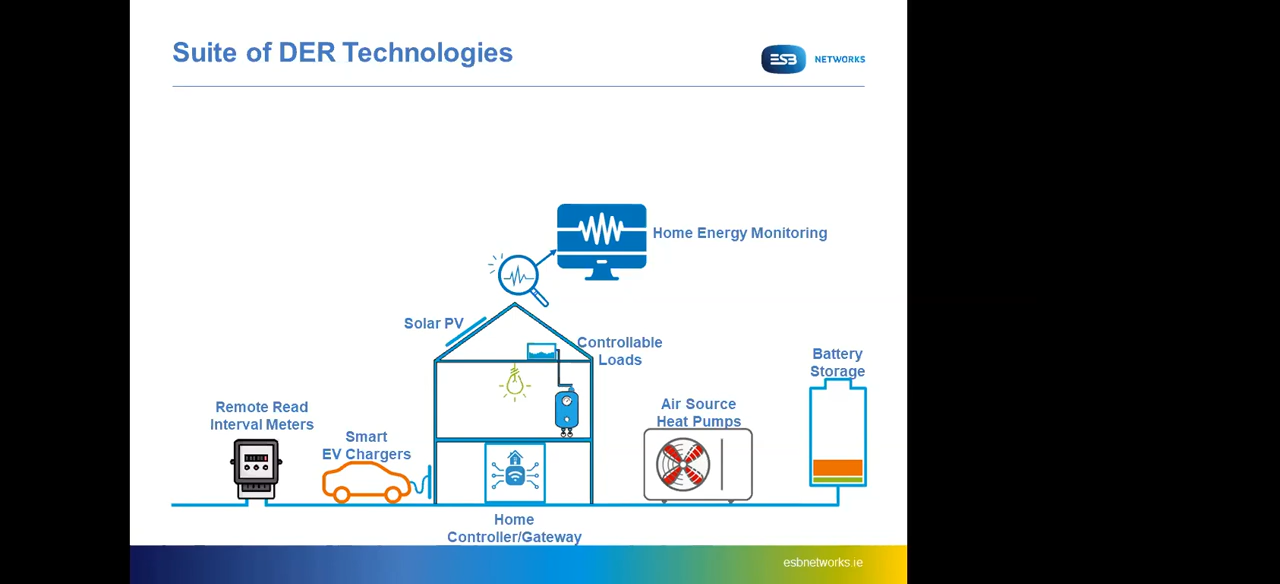 Suite of DER Technologies
ESB NETWORKS
Home Energy Monitoring
Solar PV
Controllable
Loads
Battery
Storage
Remote Read
Interval Meters
Smart
EV Chargers
Air Source
Heat Pumps
Home
Controller/Gateway
esbnetworks.ie